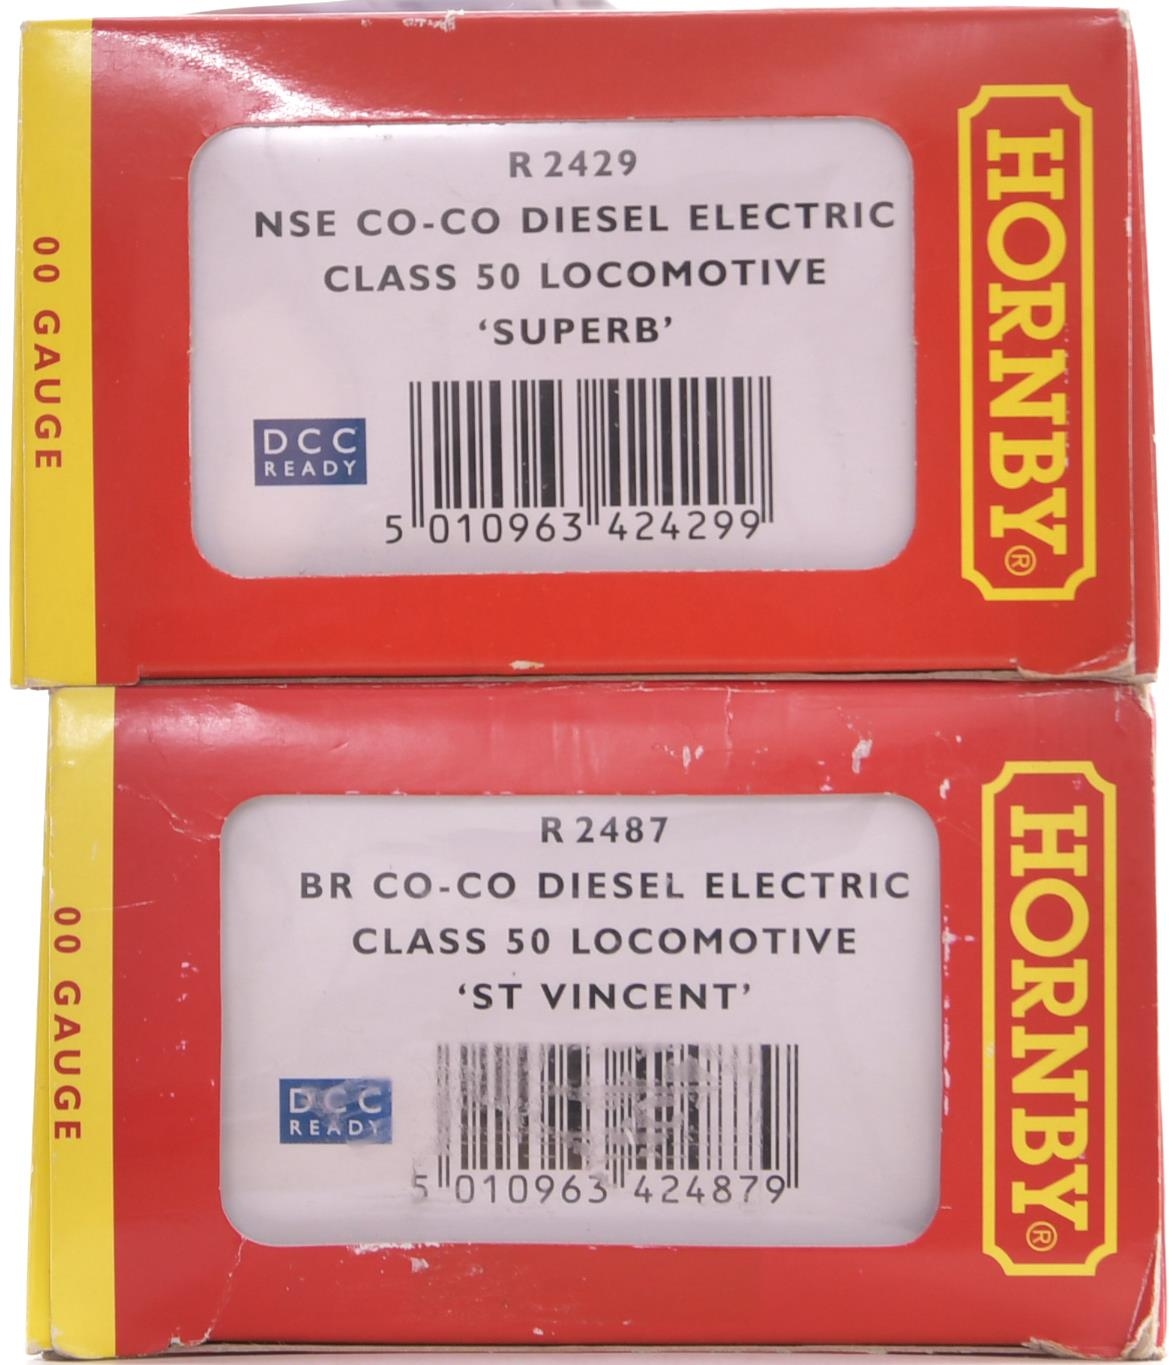 R 2429
NSE CO-CO DIESEL ELECTRIC
CLASS 50 LOCOMOTIVE
‘SUPERB’
DCC
READY
5 010963 424299
00 GAUGE
HORNBY®
R 2487
BR CO-CO DIESEL ELECTRIC
CLASS 50 LOCOMOTIVE
‘ST VINCENT’
DCC
READY
5 010963 424879
00 GAUGE
HORNBY®